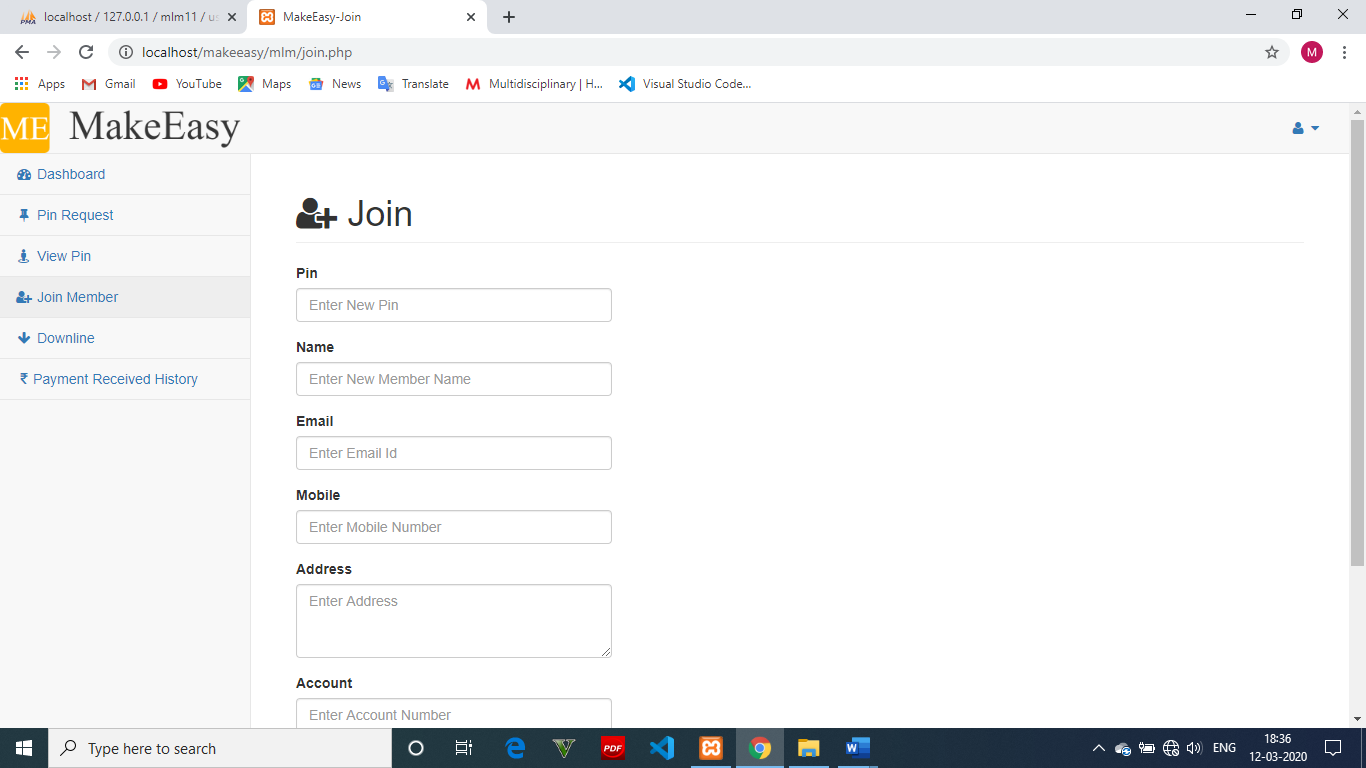 localhost / 127.0.0.1 / mlm11 / us
MakeEasy-Join
localhost/makeeasy/mlm/join.php
M
Apps Gmail YouTube Maps News Translate Multidisciplinary | H... Visual Studio Code...
ME MakeEasy
Dashboard
Pin Request
View Pin
Join Member
Downline
₹ Payment Received History
Join
Pin
Enter New Pin
Name
Enter New Member Name
Email
Enter Email Id
Mobile
Enter Mobile Number
Address
Enter Address
Account
Enter Account Number
Type here to search
PDF
ENG
18:36
12-03-2020